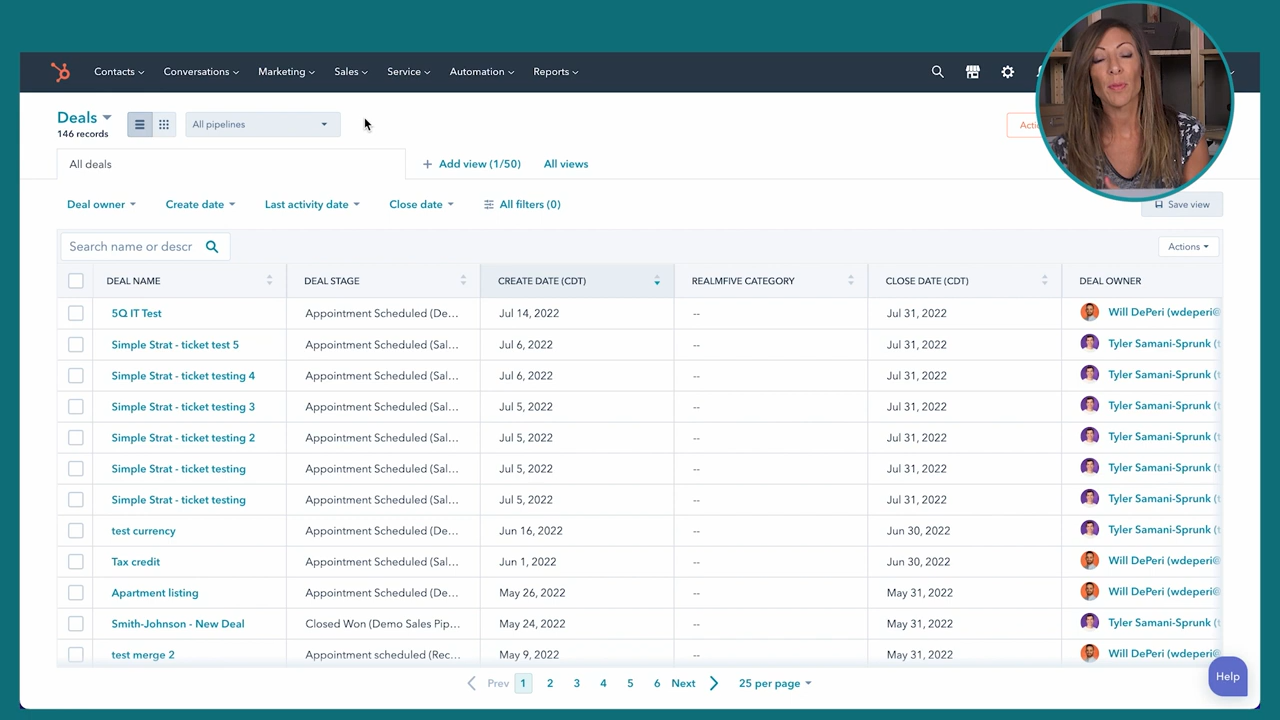 Contacts Conversations Marketing Sales Service Automation Reports
Deals
146 records
All pipelines
All deals
Add view (1/50) All views
Deal owner Create date Last activity date Close date All filters (0)
Save view
Search name or descr
Actions
DEAL NAME DEAL STAGE CREATE DATE (CDT) REALMFIVE CATEGORY CLOSE DATE (CDT) DEAL OWNER
5Q IT Test Appointment Scheduled (De... Jul 14, 2022 -- Jul 31, 2022 Will DePeri (wdeperi@
Simple Strat - ticket test 5 Appointment Scheduled (Sal... Jul 6, 2022 -- Jul 31, 2022 Tyler Samani-Sprunk (t
Simple Strat - ticket testing 4 Appointment Scheduled (Sal... Jul 6, 2022 -- Jul 31, 2022 Tyler Samani-Sprunk (t
Simple Strat - ticket testing 3 Appointment Scheduled (Sal... Jul 5, 2022 -- Jul 31, 2022 Tyler Samani-Sprunk (t
Simple Strat - ticket testing 2 Appointment Scheduled (Sal... Jul 5, 2022 -- Jul 31, 2022 Tyler Samani-Sprunk (t
Simple Strat - ticket testing Appointment Scheduled (Sal... Jul 5, 2022 -- Jul 31, 2022 Tyler Samani-Sprunk (t
Simple Strat - ticket testing Appointment Scheduled (Sal... Jul 5, 2022 -- Jul 31, 2022 Tyler Samani-Sprunk (t
test currency Appointment Scheduled (De... Jun 16, 2022 -- Jun 30, 2022 Tyler Samani-Sprunk (t
Tax credit Appointment Scheduled (Sal... Jun 1, 2022 -- Jun 30, 2022 Will DePeri (wdeperi@
Apartment listing Appointment Scheduled (De... May 26, 2022 -- May 31, 2022 Will DePeri (wdeperi@
Smith-Johnson - New Deal Closed Won (Demo Sales Pip... May 24, 2022 -- May 31, 2022 Tyler Samani-Sprunk (t
test merge 2 Appointment scheduled (Rec... May 9, 2022 -- May 31, 2022 Will DePeri (wdeperi@
Prev 1 2 3 4 5 6 Next 25 per page
Help